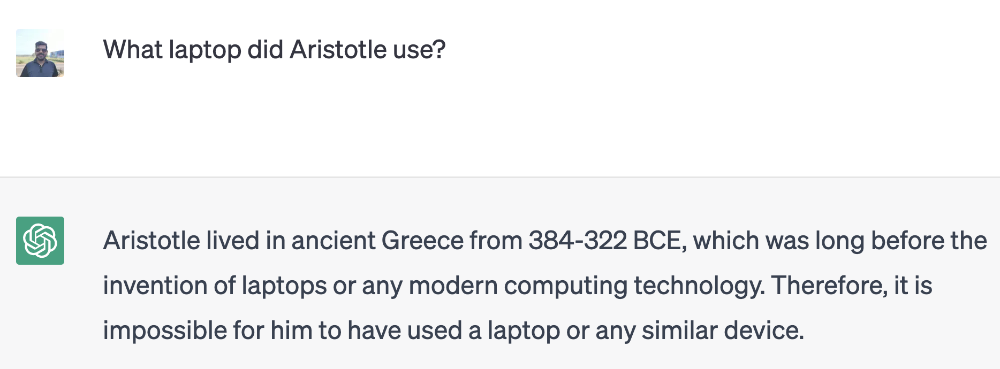 What laptop did Aristotle use?
Aristotle lived in ancient Greece from 384-322 BCE, which was long before the
invention of laptops or any modern computing technology. Therefore, it is
impossible for him to have used a laptop or any similar device.